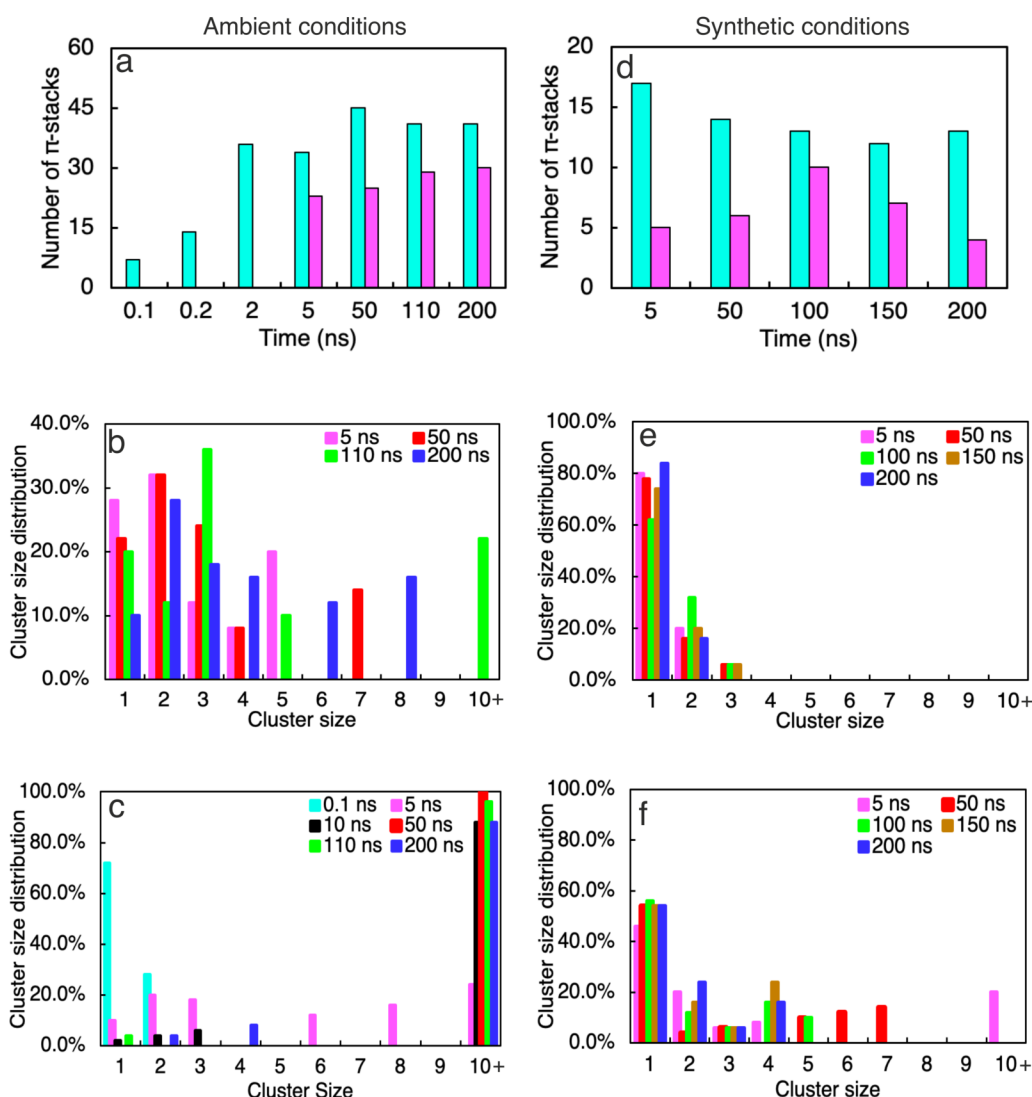 Ambient conditions
a
Number of π-stacks
60
45
30
15
0
0.1 0.2 2 5 50 110 200
Time (ns)
Synthetic conditions
d
Number of π-stacks
20
15
10
5
0
5 50 100 150 200
Time (ns)
b
Cluster size distribution
40.0%
30.0%
20.0%
10.0%
0.0%
5 ns 50 ns
110 ns 200 ns
1 2 3 4 5 6 7 8 9 10+
Cluster size
e
Cluster size distribution
100.0%
80.0%
60.0%
40.0%
20.0%
0.0%
5 ns 50 ns
100 ns 150 ns
200 ns
1 2 3 4 5 6 7 8 9 10+
Cluster size
c
Cluster size distribution
100.0%
80.0%
60.0%
40.0%
20.0%
0.0%
0.1 ns 5 ns
10 ns 50 ns
110 ns 200 ns
1 2 3 4 5 6 7 8 9 10+
Cluster Size
f
Cluster size distribution
100.0%
80.0%
60.0%
40.0%
20.0%
0.0%
5 ns 50 ns
100 ns 150 ns
200 ns
1 2 3 4 5 6 7 8 9 10+
Cluster size